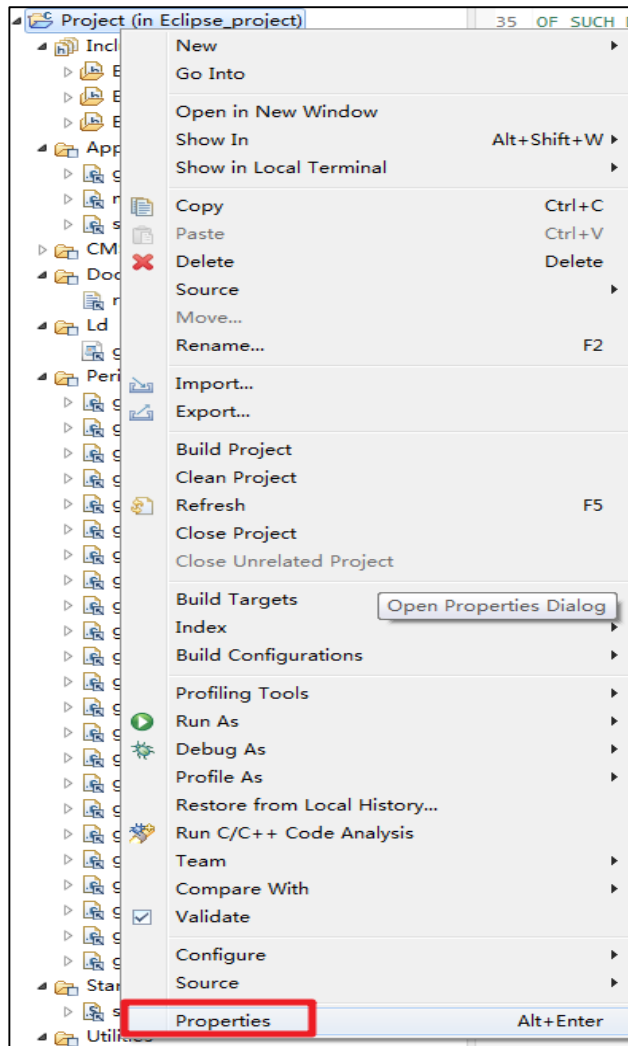 Project (in Eclipse_project)
35 OF SUCH
Incl
New
Go Into
Open in New Window
Show In Alt+Shift+W
App
Show in Local Terminal
Copy Ctrl+C
Paste Ctrl+V
CM
Delete Delete
Doc
Source
Move...
Ld
Rename... F2
Peri
Import...
Export...
Build Project
Clean Project
Refresh F5
Close Project
Close Unrelated Project
Build Targets
Open Properties Dialog
Index
Build Configurations
Profiling Tools
Run As
Debug As
Profile As
Restore from Local History...
Run C/C++ Code Analysis
Team
Compare With
Validate
Configure
Star
Source
Properties Alt+Enter
Utilities